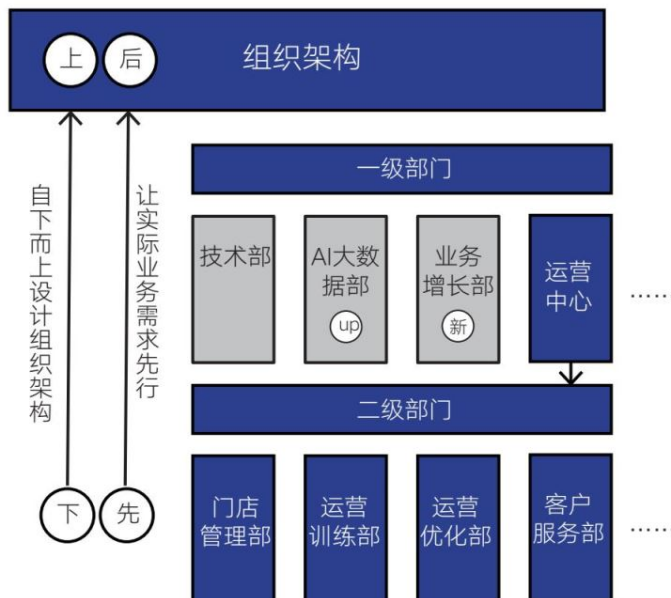 上 后 组织架构
自下而上设计组织架构
让实际业务需求先行
一级部门
技术部
AI大数
据部
up
业务
增长部
新
运营
中心
……
二级部门
下 先
门店
管理部
运营
训练部
运营
优化部
客户
服务部
……